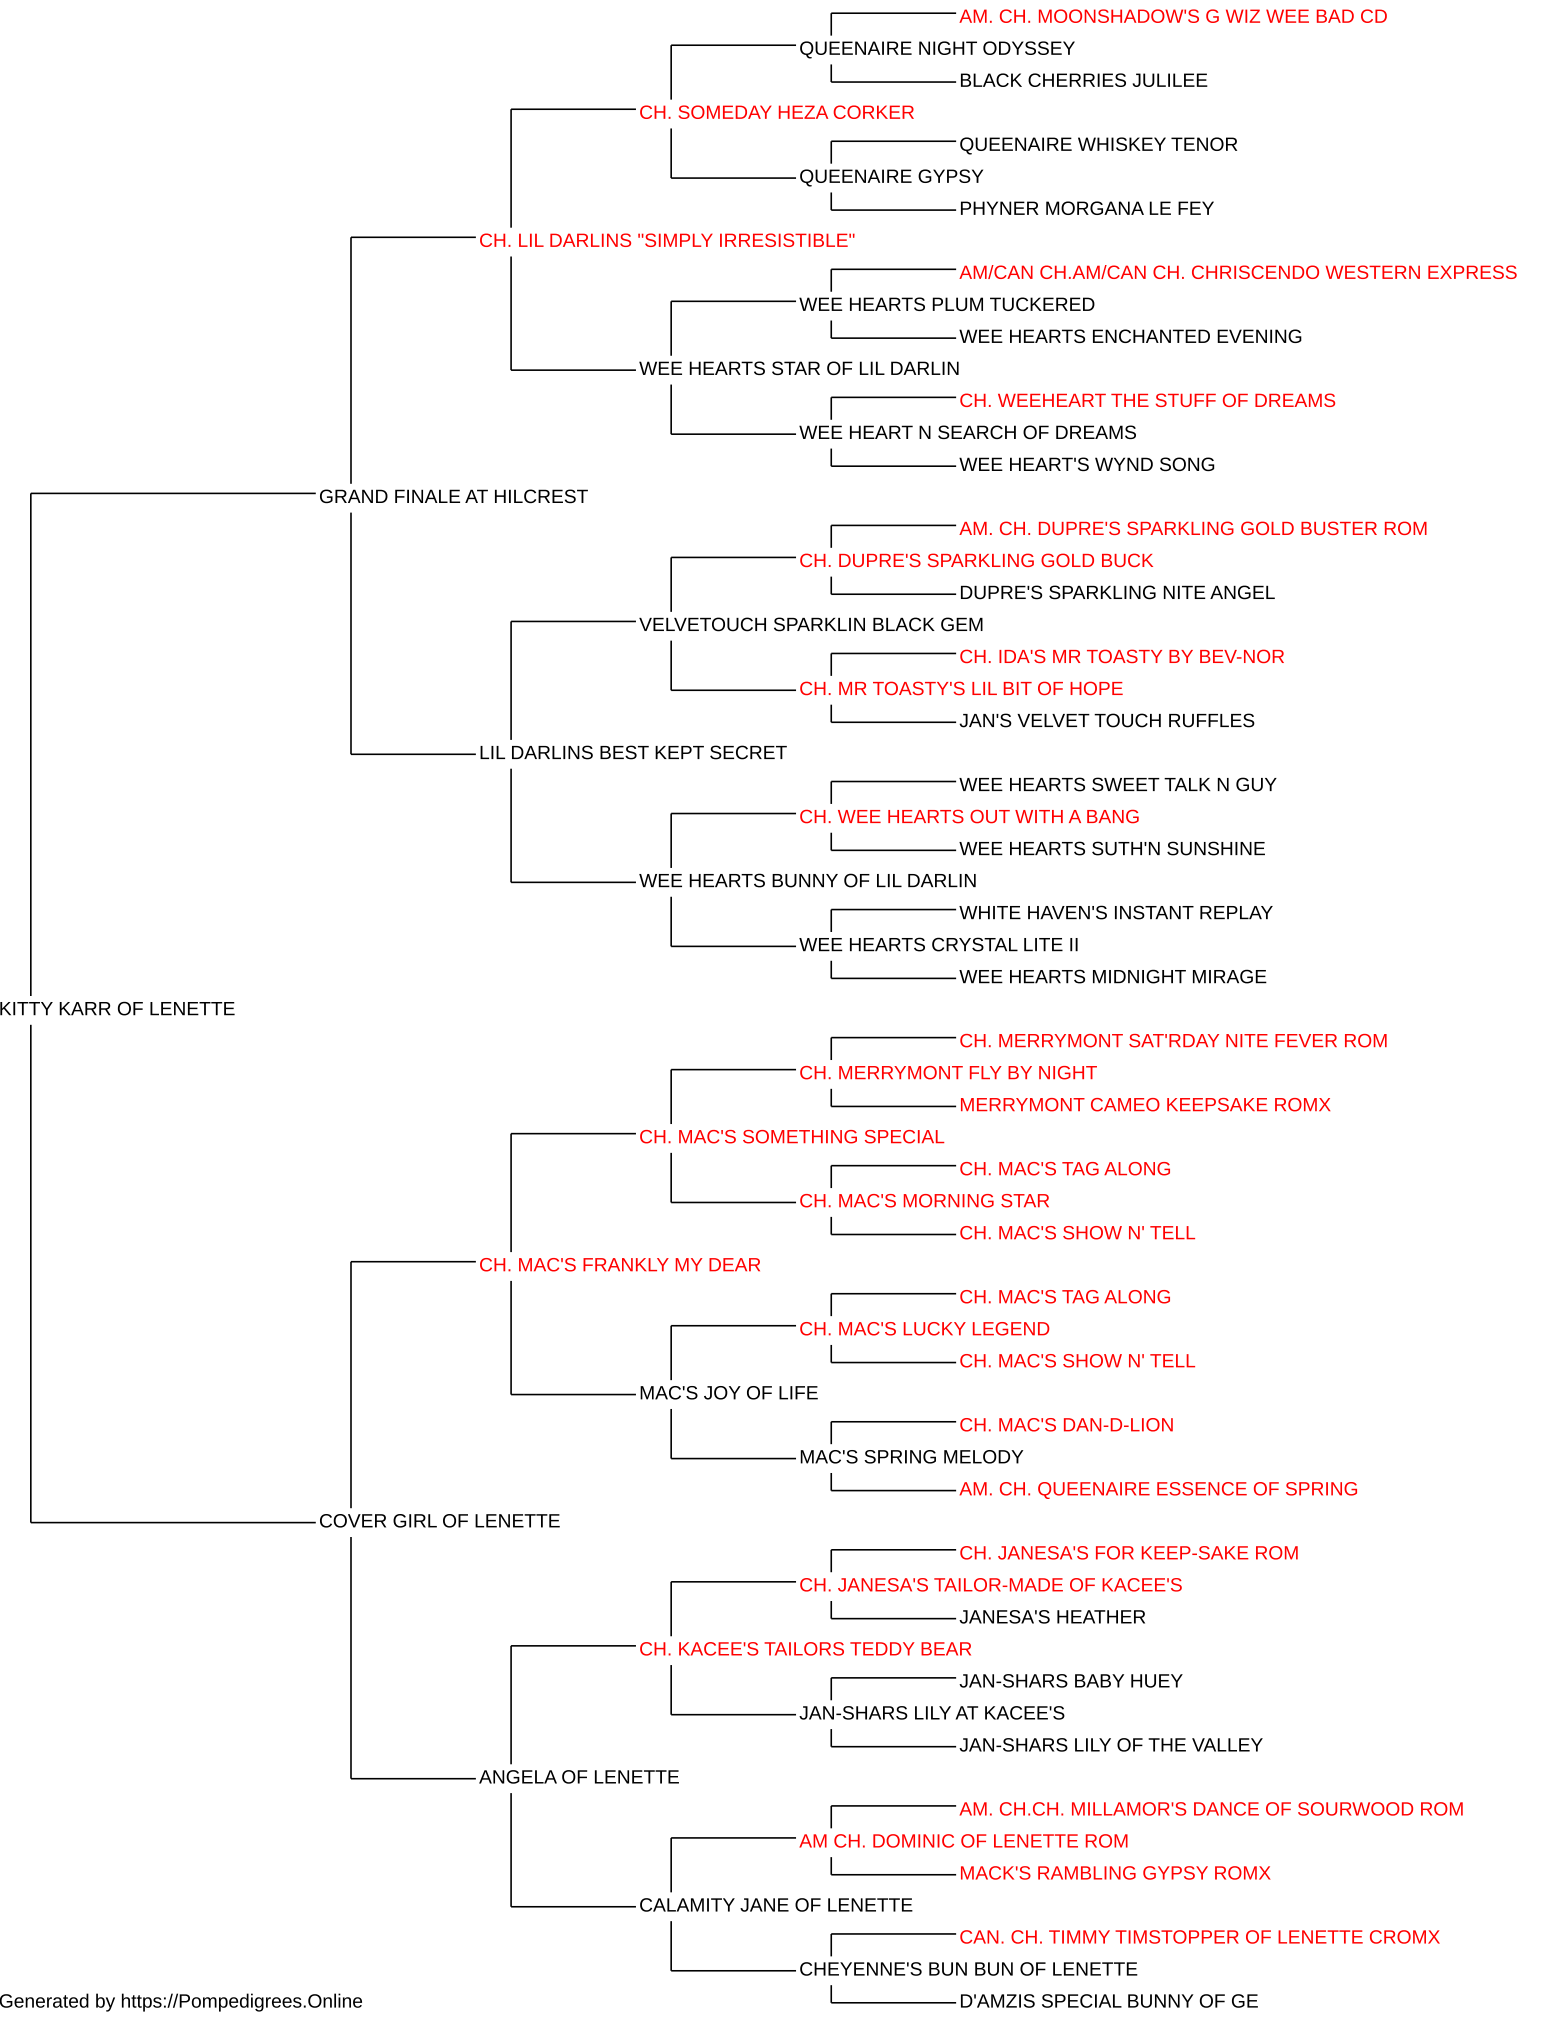 AM. CH. MOONSHADOW'S G WIZ WEE BAD CD
QUEENAIRE NIGHT ODYSSEY
BLACK CHERRIES JULILEE
CH. SOMEDAY HEZA CORKER
QUEENAIRE WHISKEY TENOR
QUEENAIRE GYPSY
PHYNER MORGANA LE FEY
CH. LIL DARLINS "SIMPLY IRRESISTIBLE"
AM/CAN CH.AM/CAN CH. CHRISCENDO WESTERN EXPRESS
WEE HEARTS PLUM TUCKERED
WEE HEARTS ENCHANTED EVENING
WEE HEARTS STAR OF LIL DARLIN
CH. WEEHEART THE STUFF OF DREAMS
WEE HEART N SEARCH OF DREAMS
WEE HEART'S WYND SONG
GRAND FINALE AT HILCREST
AM. CH. DUPRE'S SPARKLING GOLD BUSTER ROM
CH. DUPRE'S SPARKLING GOLD BUCK
DUPRE'S SPARKLING NITE ANGEL
VELVETOUCH SPARKLIN BLACK GEM
CH. IDA'S MR TOASTY BY BEV-NOR
CH. MR TOASTY'S LIL BIT OF HOPE
JAN'S VELVET TOUCH RUFFLES
LIL DARLINS BEST KEPT SECRET
WEE HEARTS SWEET TALK N GUY
CH. WEE HEARTS OUT WITH A BANG
WEE HEARTS SUTH'N SUNSHINE
WEE HEARTS BUNNY OF LIL DARLIN
WHITE HAVEN'S INSTANT REPLAY
WEE HEARTS CRYSTAL LITE II
WEE HEARTS MIDNIGHT MIRAGE
KITTY KARR OF LENETTE
CH. MERRYMONT SAT'RDAY NITE FEVER ROM
CH. MERRYMONT FLY BY NIGHT
MERRYMONT CAMEO KEEPSAKE ROMX
CH. MAC'S SOMETHING SPECIAL
CH. MAC'S TAG ALONG
CH. MAC'S MORNING STAR
CH. MAC'S SHOW N' TELL
CH. MAC'S FRANKLY MY DEAR
CH. MAC'S TAG ALONG
CH. MAC'S LUCKY LEGEND
CH. MAC'S SHOW N' TELL
MAC'S JOY OF LIFE
CH. MAC'S DAN-D-LION
MAC'S SPRING MELODY
AM. CH. QUEENAIRE ESSENCE OF SPRING
COVER GIRL OF LENETTE
CH. JANESA'S FOR KEEP-SAKE ROM
CH. JANESA'S TAILOR-MADE OF KACEE'S
JANESA'S HEATHER
CH. KACEE'S TAILORS TEDDY BEAR
JAN-SHARS BABY HUEY
JAN-SHARS LILY AT KACEE'S
JAN-SHARS LILY OF THE VALLEY
ANGELA OF LENETTE
AM. CH.CH. MILLAMOR'S DANCE OF SOURWOOD ROM
AM CH. DOMINIC OF LENETTE ROM
MACK'S RAMBLING GYPSY ROMX
CALAMITY JANE OF LENETTE
CAN. CH. TIMMY TIMSTOPPER OF LENETTE CROMX
CHEYENNE'S BUN BUN OF LENETTE
D'AMZIS SPECIAL BUNNY OF GE
Generated by https://Pompedigrees.Online